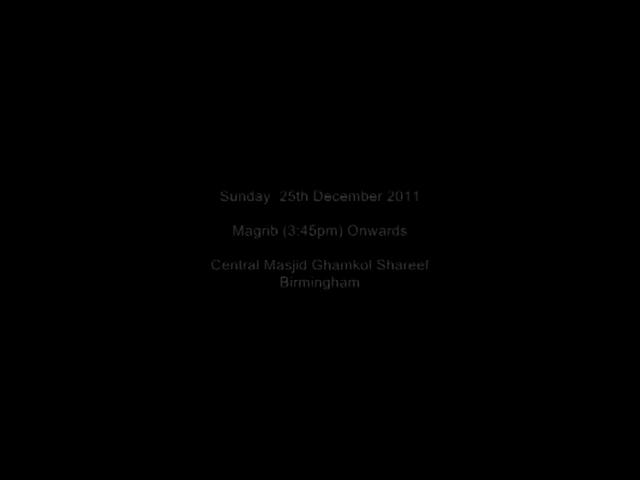 Sunday  25th December 2011
Magrib (3:45pm) Onwards
Central Masjid Ghamkol Shareef
Birmingham